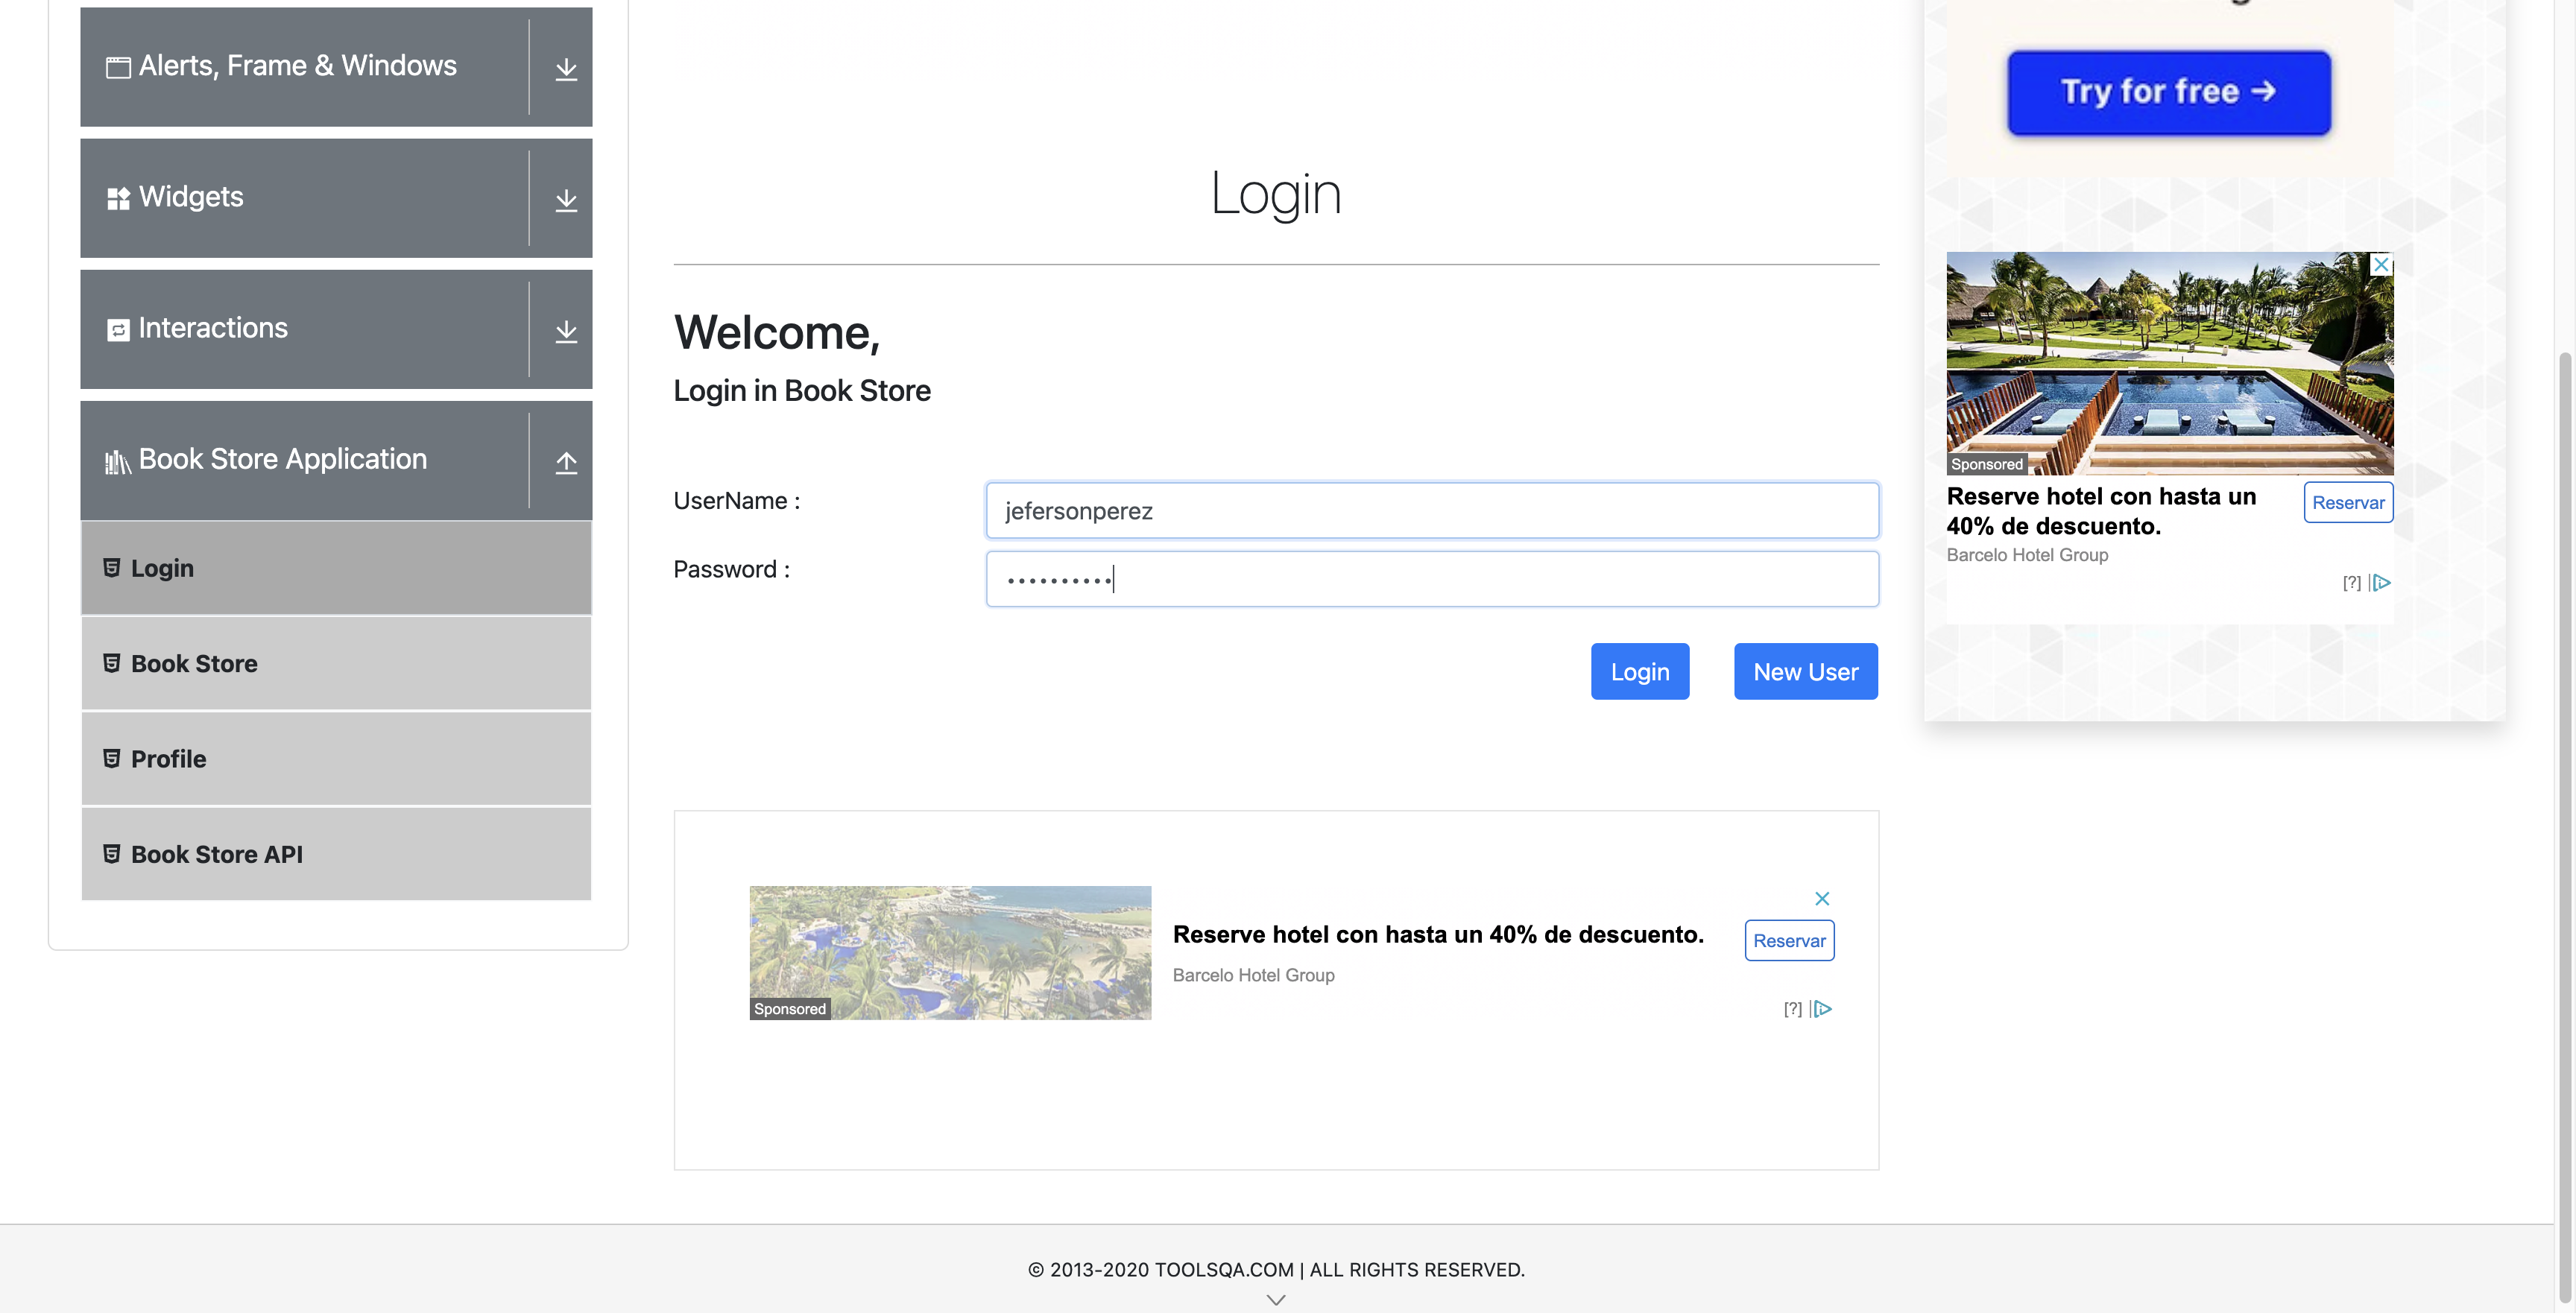 Alerts, Frame & Windows
Widgets
Interactions
Book Store Application
Login
Book Store
Profile
Book Store API
Login
Welcome,
Login in Book Store
UserName :
jefersonperez
Password :
••••••••••
Login
New User
Sponsored
Reserve hotel con hasta un 40% de descuento.
Barcelo Hotel Group
Reservar
[?]
Try for free →
Sponsored
Reserve hotel con hasta un
40% de descuento.
Reservar
Barcelo Hotel Group
[?]
© 2013-2020 TOOLSQA.COM | ALL RIGHTS RESERVED.